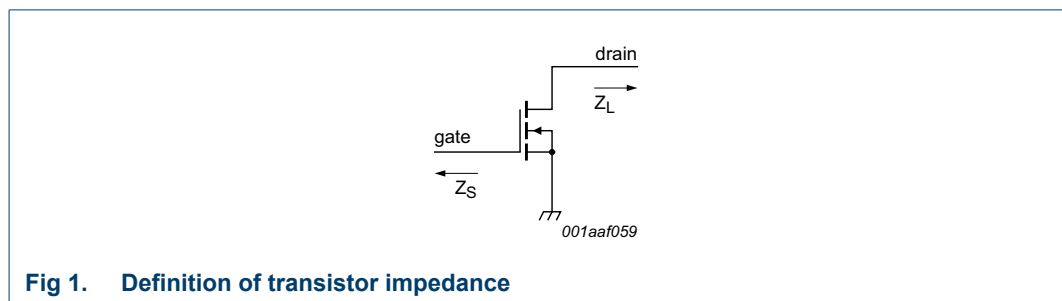 drain
Z_L
gate
Z_S
001aaf059
Fig 1. Definition of transistor impedance